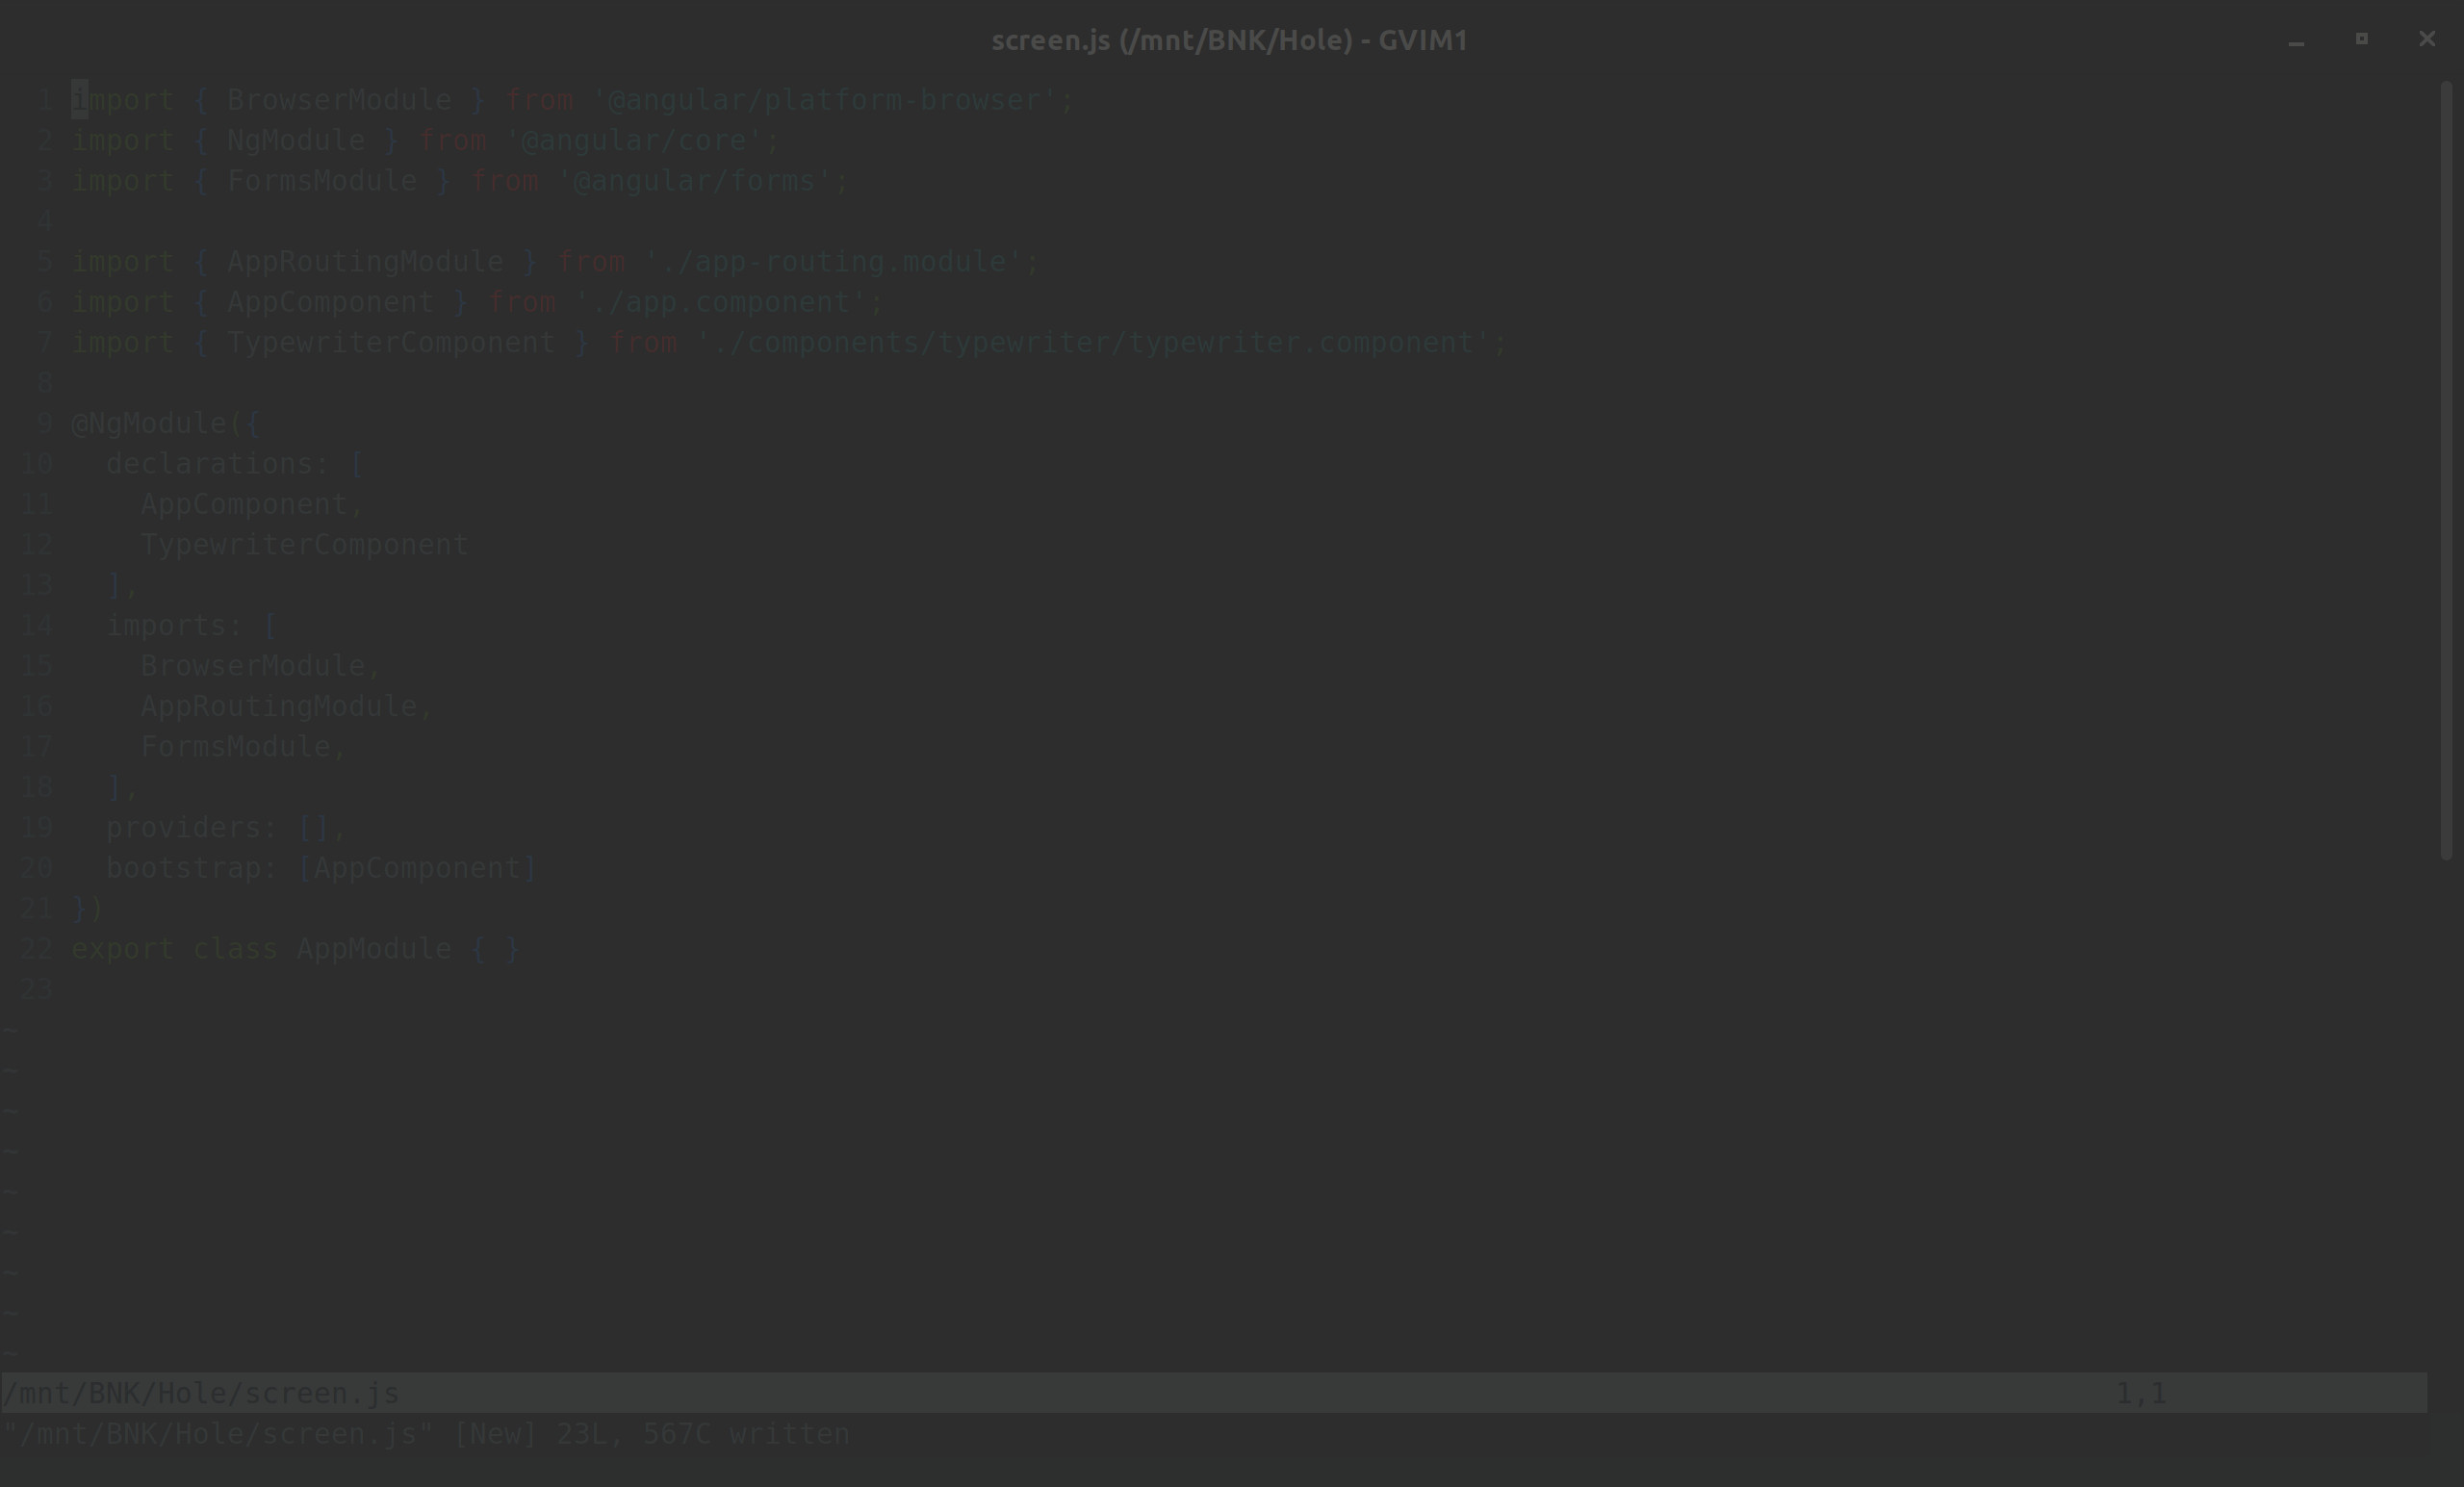 screen.js (/mnt/BNK/Hole) - GVIM1
1 import { BrowserModule } from '@angular/platform-browser';
2 import { NgModule } from '@angular/core';
3 import { FormsModule } from '@angular/forms';
4
5 import { AppRoutingModule } from './app-routing.module';
6 import { AppComponent } from './app.component';
7 import { TypewriterComponent } from './components/typewriter/typewriter.component';
8
9 @NgModule({
10   declarations: [
11     AppComponent,
12     TypewriterComponent
13   ],
14   imports: [
15     BrowserModule,
16     AppRoutingModule,
17     FormsModule,
18   ],
19   providers: [],
20   bootstrap: [AppComponent]
21 })
22 export class AppModule { }
23
~
~
~
~
~
~
~
~
~
/mnt/BNK/Hole/screen.js 1,1
"/mnt/BNK/Hole/screen.js" [New] 23L, 567C written